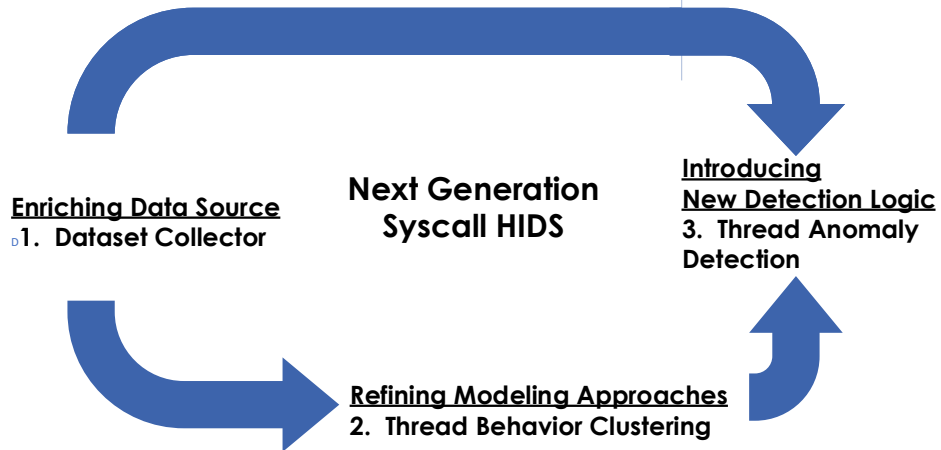 Next Generation
Syscall HIDS
Enriching Data Source
D1. Dataset Collector
Introducing
New Detection Logic
3. Thread Anomaly
Detection
Refining Modeling Approaches
2. Thread Behavior Clustering